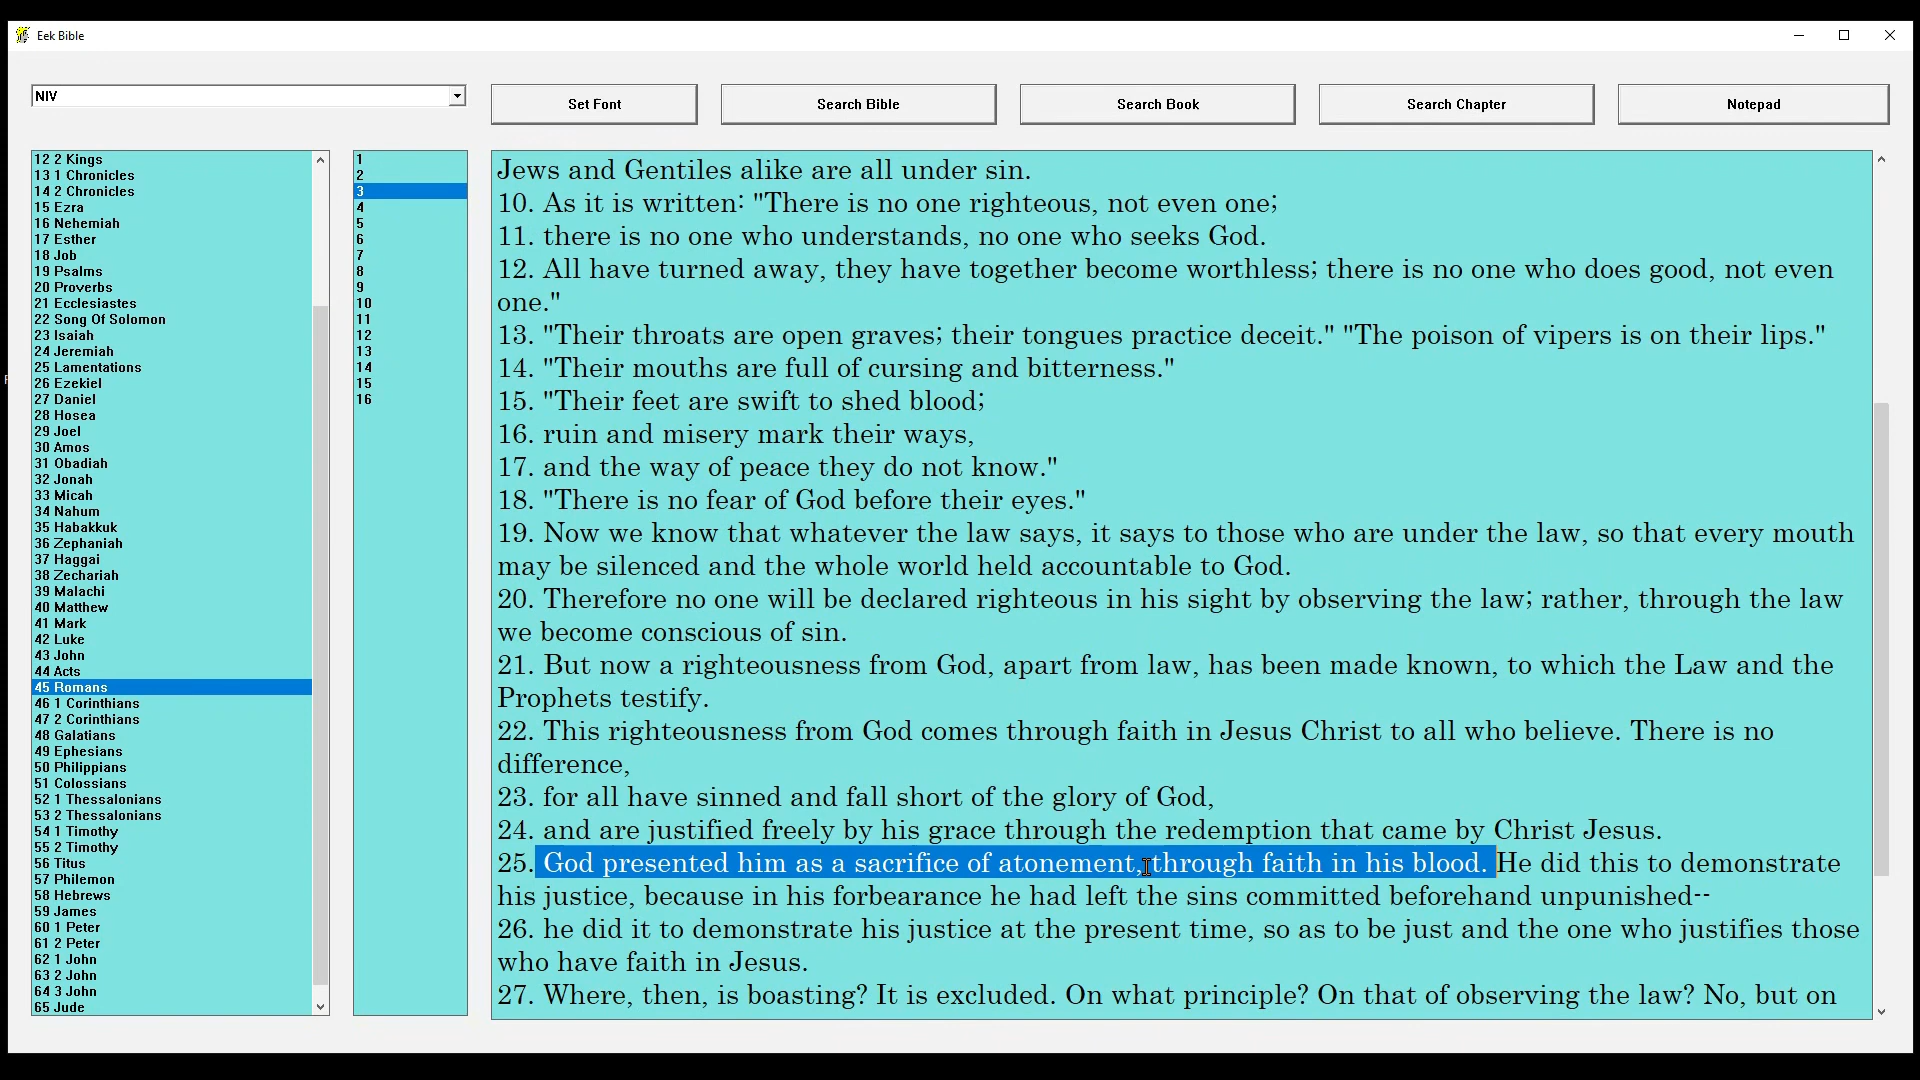 Eek Bible
NIV
Set Font
Search Bible
Search Book
Search Chapter
Notepad
12 2 Kings
13 1 Chronicles
14 2 Chronicles
15 Ezra
16 Nehemiah
17 Esther
18 Job
19 Psalms
20 Proverbs
21 Ecclesiastes
22 Song Of Solomon
23 Isaiah
24 Jeremiah
25 Lamentations
26 Ezekiel
27 Daniel
28 Hosea
29 Joel
30 Amos
31 Obadiah
32 Jonah
33 Micah
34 Nahum
35 Habakkuk
36 Zephaniah
37 Haggai
38 Zechariah
39 Malachi
40 Matthew
41 Mark
42 Luke
43 John
44 Acts
45 Romans
46 1 Corinthians
47 2 Corinthians
48 Galatians
49 Ephesians
50 Philippians
51 Colossians
52 1 Thessalonians
53 2 Thessalonians
54 1 Timothy
55 2 Timothy
56 Titus
57 Philemon
58 Hebrews
59 James
60 1 Peter
61 2 Peter
62 1 John
63 2 John
64 3 John
65 Jude
1
2
3
4
5
6
7
8
9
10
11
12
13
14
15
16
Jews and Gentiles alike are all under sin.
10. As it is written: "There is no one righteous, not even one;
11. there is no one who understands, no one who seeks God.
12. All have turned away, they have together become worthless; there is no one who does good, not even
one."
13. "Their throats are open graves; their tongues practice deceit." "The poison of vipers is on their lips."
14. "Their mouths are full of cursing and bitterness."
15. "Their feet are swift to shed blood;
16. ruin and misery mark their ways,
17. and the way of peace they do not know."
18. "There is no fear of God before their eyes."
19. Now we know that whatever the law says, it says to those who are under the law, so that every mouth
may be silenced and the whole world held accountable to God.
20. Therefore no one will be declared righteous in his sight by observing the law; rather, through the law
we become conscious of sin.
21. But now a righteousness from God, apart from law, has been made known, to which the Law and the
Prophets testify.
22. This righteousness from God comes through faith in Jesus Christ to all who believe. There is no
difference,
23. for all have sinned and fall short of the glory of God,
24. and are justified freely by his grace through the redemption that came by Christ Jesus.
25. God presented him as a sacrifice of atonement, through faith in his blood. He did this to demonstrate
his justice, because in his forbearance he had left the sins committed beforehand unpunished--
26. he did it to demonstrate his justice at the present time, so as to be just and the one who justifies those
who have faith in Jesus.
27. Where, then, is boasting? It is excluded. On what principle? On that of observing the law? No, but on